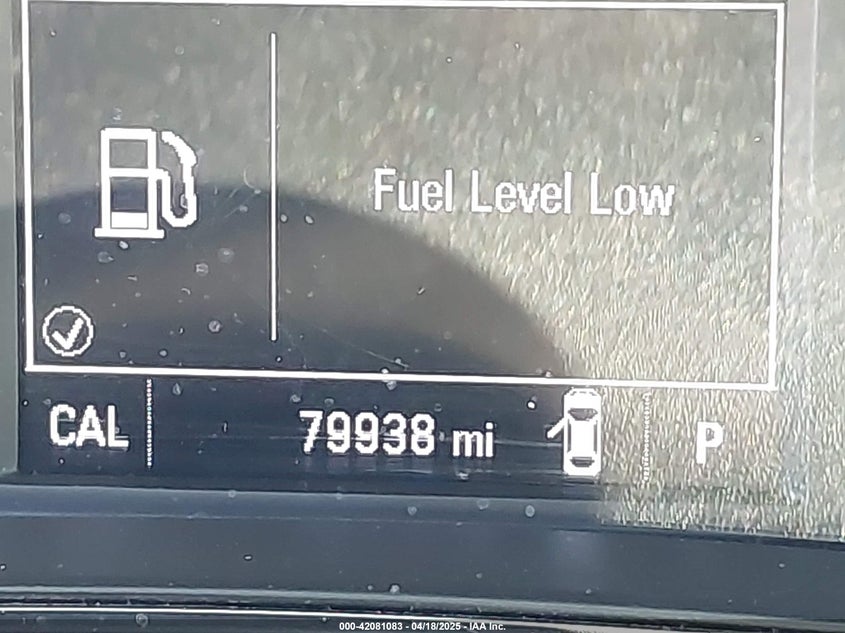 Fuel Level Low
CAL 79938 mi P
000-42081083 - 04/18/2025 - IAA Inc.